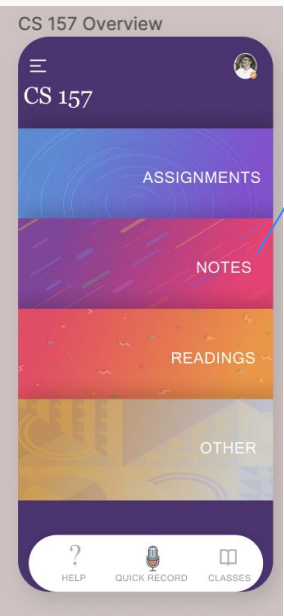 CS 157 Overview
CS 157
ASSIGNMENTS
NOTES
READINGS
OTHER
?
HELP QUICK RECORD CLASSES